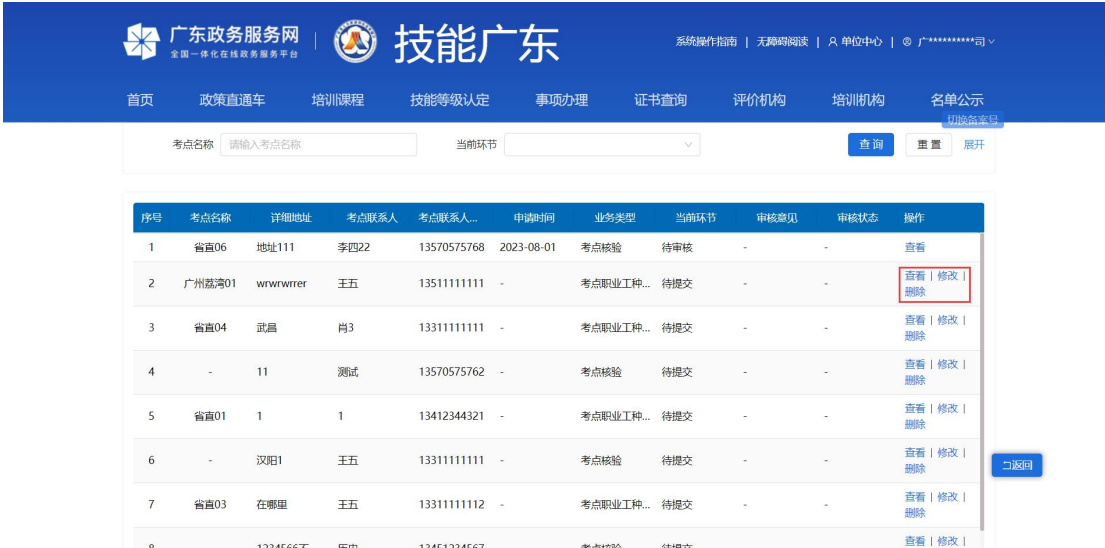 广东政务服务网
全国一体化在线政务服务平台
技能广东
系统操作指南 | 无障碍阅读 | 单位中心 | 广**********司
首页 政策直通车 培训课程 技能等级认定 事项办理 证书查询 评价机构 培训机构 名单公示
切换备案号
考点名称 请输入考点名称 当前环节 查询 重置 展开
序号 考点名称 详细地址 考点联系人 考点联系人... 申请时间 业务类型 当前环节 审核意见 审核状态 操作
1 省直06 地址111 李四22 13570575768 2023-08-01 考点核验 待审核 - - 查看
2 广州荔湾01 wrwrwrrer 王五 13511111111 - 考点职业工种... 待提交 - - 查看 | 修改 |
删除
3 省直04 武昌 肖3 13311111111 - 考点职业工种... 待提交 - - 查看 | 修改 |
删除
4 - 11 测试 13570575762 - 考点核验 待提交 - - 查看 | 修改 |
删除
5 省直01 1 1 13412344321 - 考点职业工种... 待提交 - - 查看 | 修改 |
删除
6 - 汉阳1 王五 13311111111 - 考点核验 待提交 - - 查看 | 修改 |
删除
返回
7 省直03 在哪里 王五 13311111112 - 考点职业工种... 待提交 - - 查看 | 修改 |
删除
查看 | 修改 |